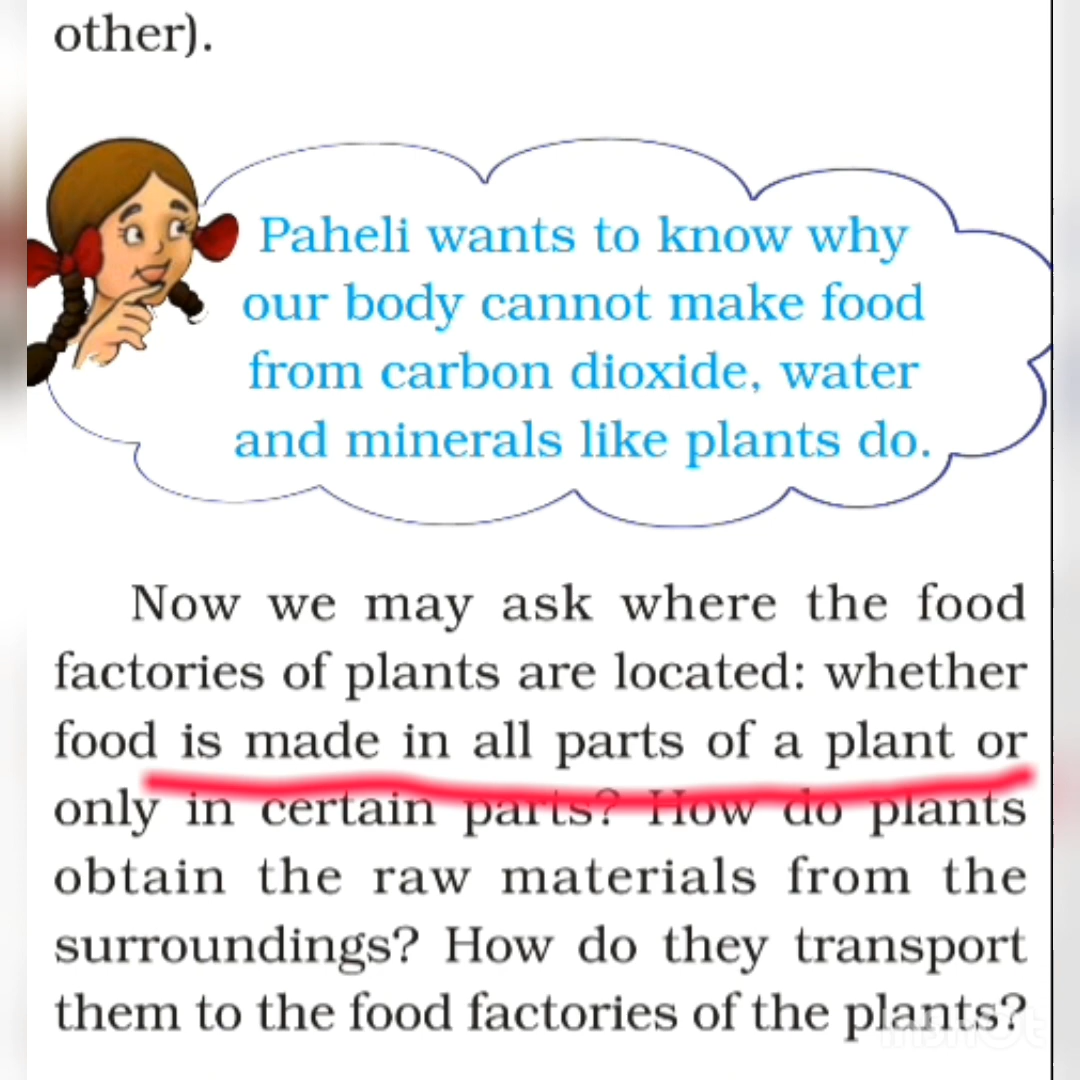 other).
Paheli wants to know why
our body cannot make food
from carbon dioxide, water
and minerals like plants do.
Now we may ask where the food
factories of plants are located: whether
food is made in all parts of a plant or
only in certain parts? How do plants
obtain the raw materials from the
surroundings? How do they transport
them to the food factories of the plants?